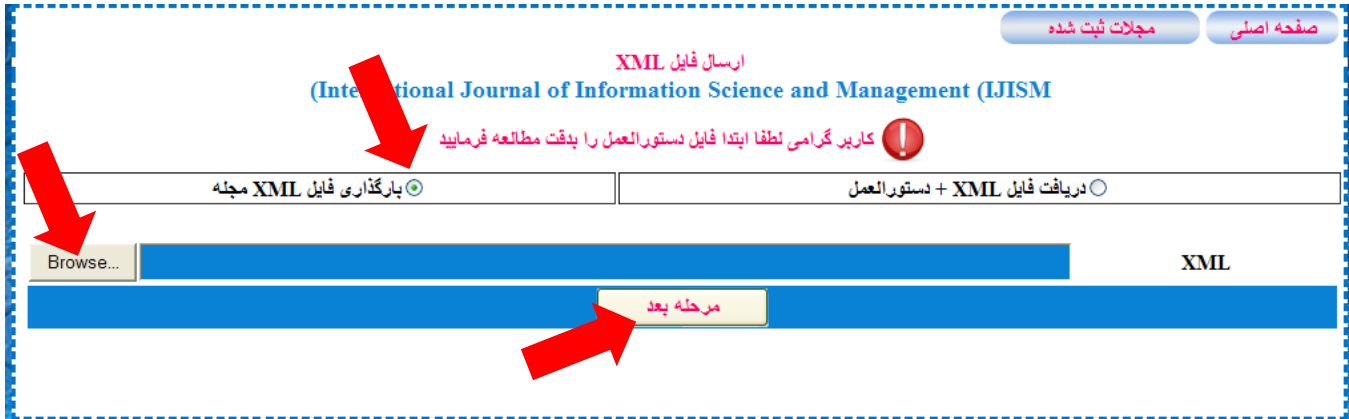 صفحه اصلی
مجلات ثبت شده
ارسال فایل XML
(International Journal of Information Science and Management (IJISM
کاربر گرامی لطفا ابتدا فایل دستورالعمل را بدقت مطالعه فرمایید
دریافت فایل XML + دستورالعمل
بارگذاری فایل XML مجله
XML
Browse...
مرحله بعد